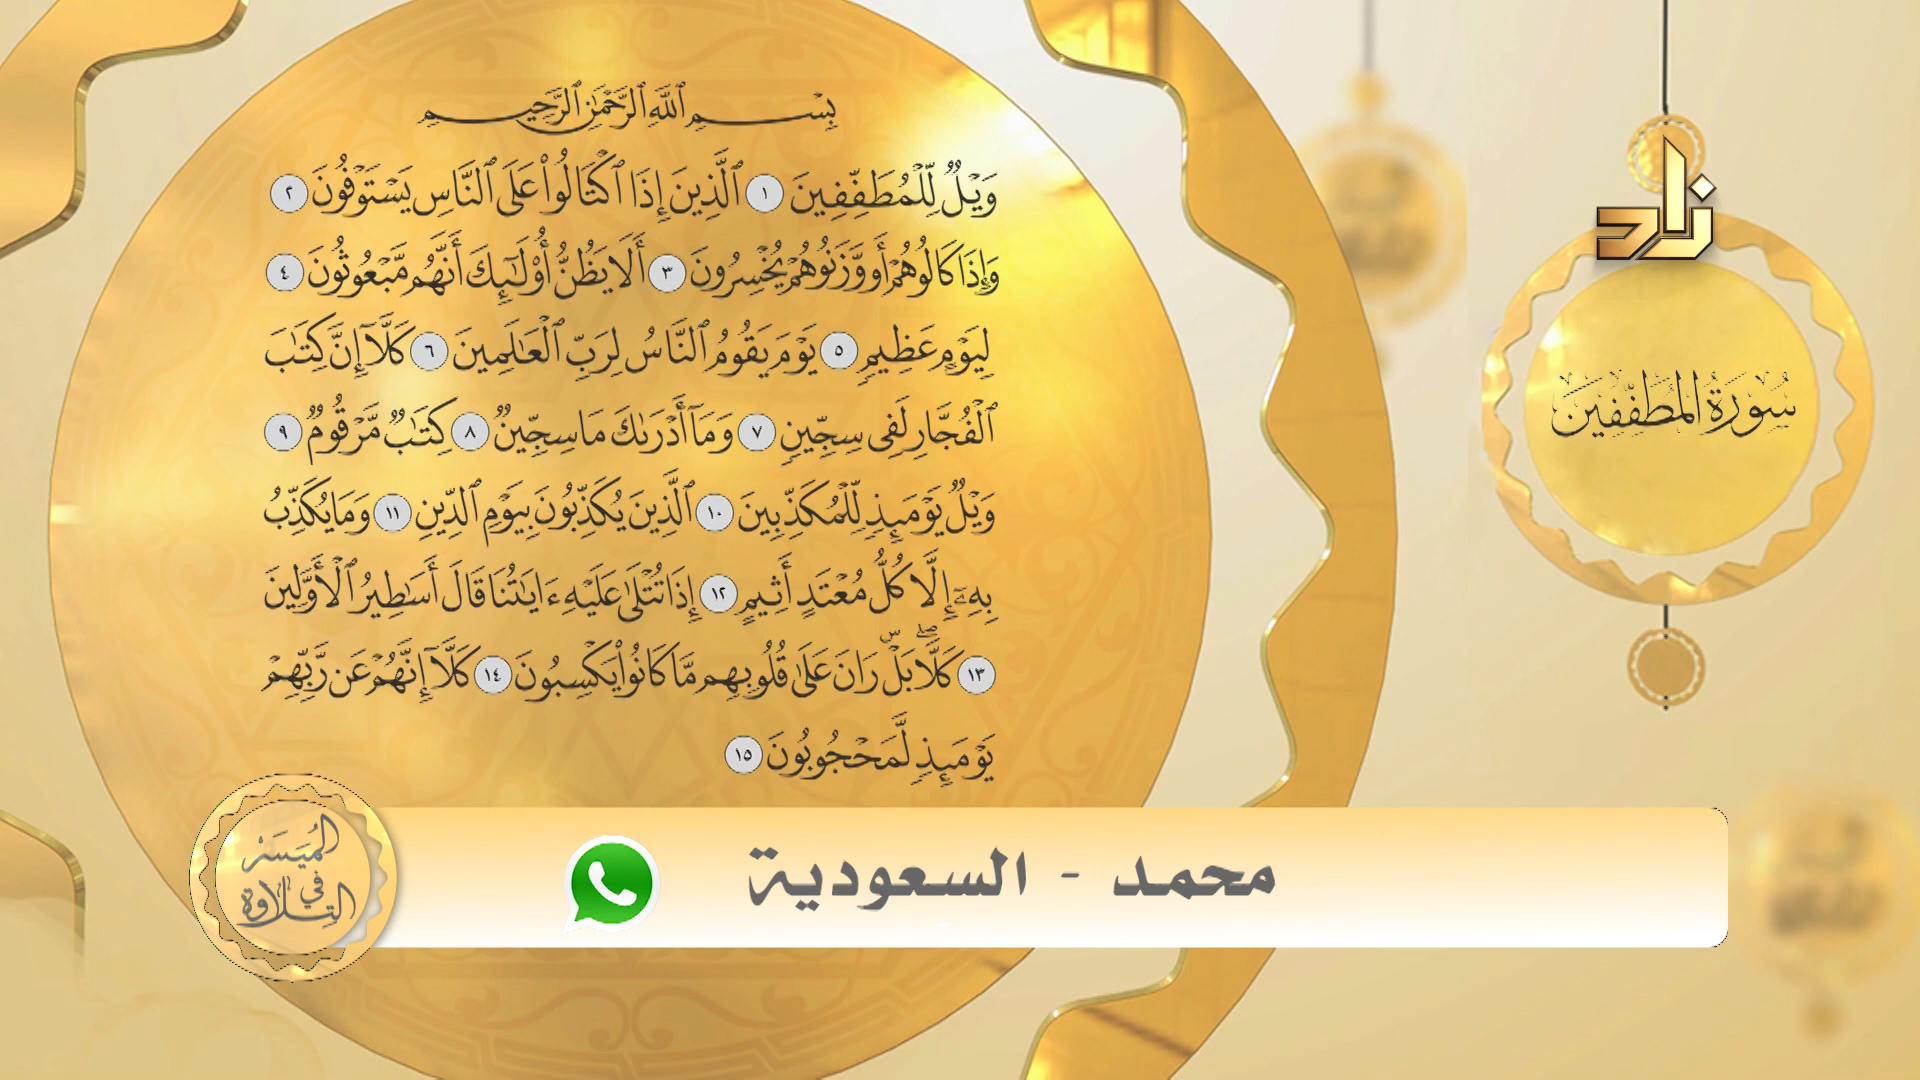 بِسْمِ ٱللَّهِ ٱلرَّحْمَٰنِ ٱلرَّحِيمِ
وَيْلٌ لِّلْمُطَفِّفِينَ ١ ٱلَّذِينَ إِذَا ٱكْتَالُوا۟ عَلَى ٱلنَّاسِ يَسْتَوْفُونَ ٢
وَإِذَا كَالُوهُمْ أَو وَّزَنُوهُمْ يُخْسِرُونَ ٣ أَلَا يَظُنُّ أُو۟لَٰٓئِكَ أَنَّهُم مَّبْعُوثُونَ ٤
لِيَوْمٍ عَظِيمٍ ٥ يَوْمَ يَقُومُ ٱلنَّاسُ لِرَبِّ ٱلْعَٰلَمِينَ ٦ كَلَّآ إِنَّ كِتَٰبَ
ٱلْفُجَّارِ لَفِى سِجِّينٍ ٧ وَمَآ أَدْرَىٰكَ مَا سِجِّينٌ ٨ كِتَٰبٌ مَّرْقُومٌ ٩
وَيْلٌ يَوْمَئِذٍ لِّلْمُكَذِّبِينَ ١٠ ٱلَّذِينَ يُكَذِّبُونَ بِيَوْمِ ٱلدِّينِ ١١ وَمَا يُكَذِّبُ
بِهِۦٓ إِلَّا كُلُّ مُعْتَدٍ أَثِيمٍ ١٢ إِذَا تُتْلَىٰ عَلَيْهِ ءَايَٰتُنَا قَالَ أَسَٰطِيرُ ٱلْأَوَّلِينَ
١٣ كَلَّا ۖ بَلْ ۜ رَانَ عَلَىٰ قُلُوبِهِم مَّا كَانُوا۟ يَكْسِبُونَ ١٤ كَلَّآ إِنَّهُمْ عَن رَّبِّهِمْ
يَوْمَئِذٍ لَّمَحْجُوبُونَ ١٥
زاد
سُورَةُ المُطَفِّفِينَ
المُيَسَّر
في
التِّلاوة
محمد - السعودية